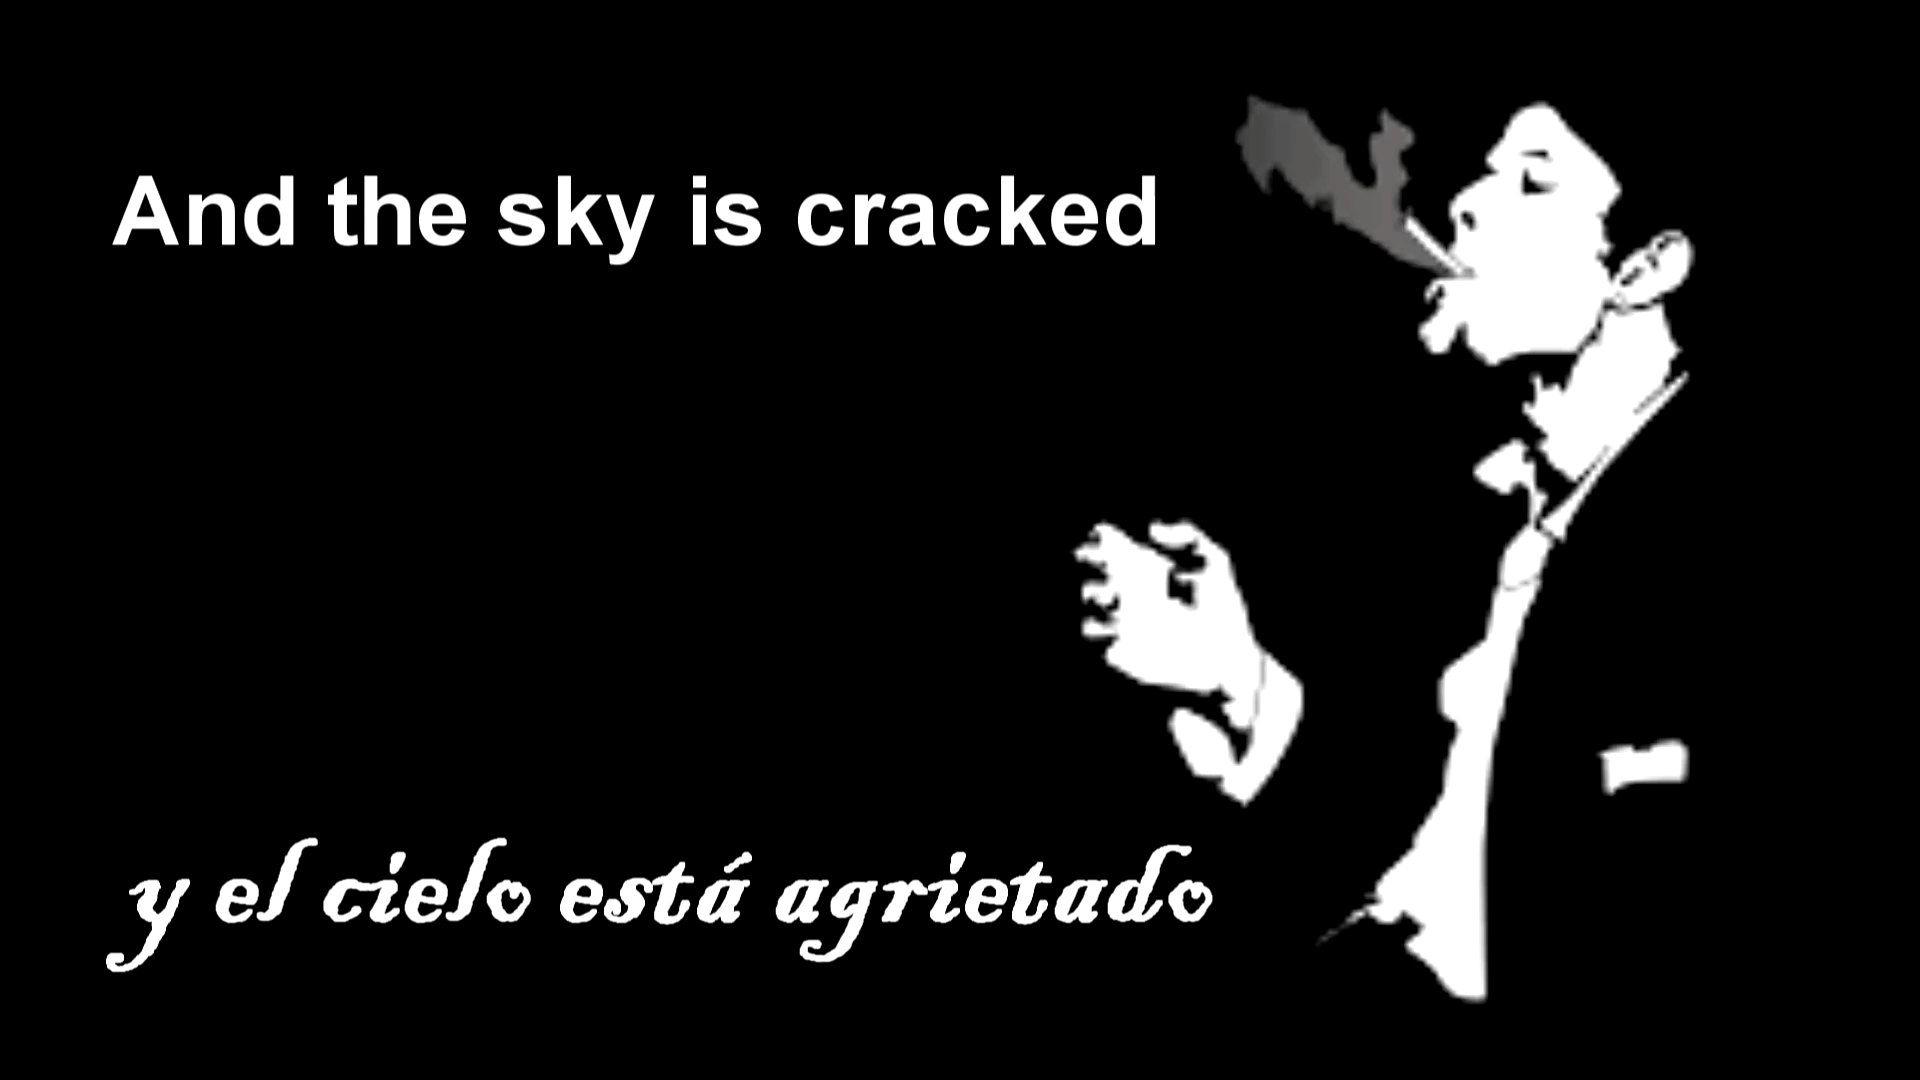 And the sky is cracked
y el cielo está agrietado